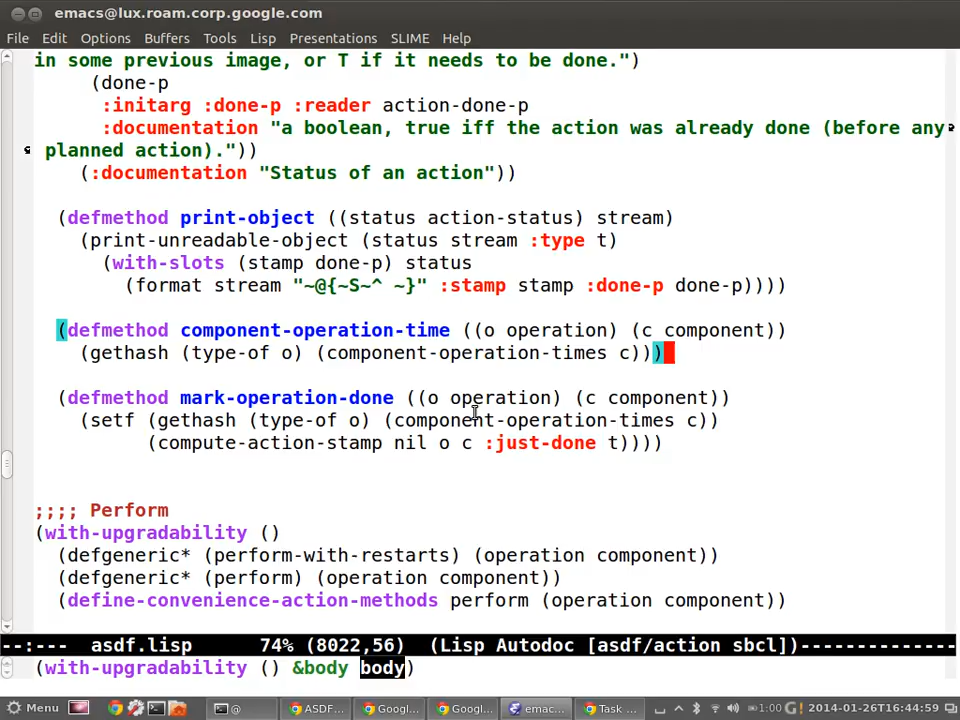 emacs@lux.roam.corp.google.com
File Edit Options Buffers Tools Lisp Presentations SLIME Help
in some previous image, or T if it needs to be done.")
(done-p
:initarg :done-p :reader action-done-p
:documentation "a boolean, true iff the action was already done (before any
planned action)."))
(:documentation "Status of an action"))
(defmethod print-object ((status action-status) stream)
(print-unreadable-object (status stream :type t)
(with-slots (stamp done-p) status
(format stream "~@{~S~^ ~}" :stamp stamp :done-p done-p))))
(defmethod component-operation-time ((o operation) (c component))
(gethash (type-of o) (component-operation-times c)))
(defmethod mark-operation-done ((o operation) (c component))
(setf (gethash (type-of o) (component-operation-times c))
(compute-action-stamp nil o c :just-done t))))
;;;; Perform
(with-upgradability ()
(defgeneric* (perform-with-restarts) (operation component))
(defgeneric* (perform) (operation component))
(define-convenience-action-methods perform (operation component))
--:--- asdf.lisp 74% (8022,56) (Lisp Autodoc [asdf/action sbcl])--------------
(with-upgradability () &body body)
Menu @ ASDF... Googl... Googl... emac... Task ... 1:00 2014-01-26T16:44:59